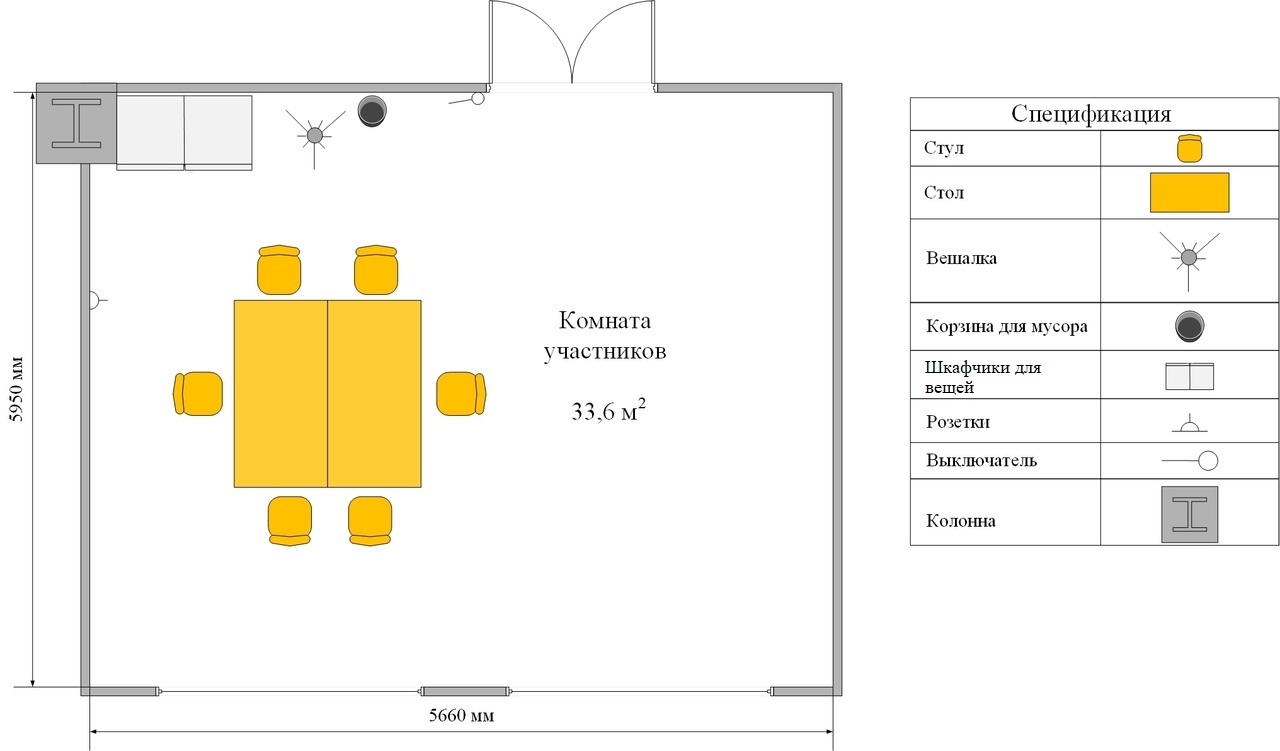 Спецификация
Стул
Стол
Вешалка
Корзина для мусора
Шкафчики для
вещей
Розетки
Выключатель
Колонна
Комната
участников
33,6 м²
5950 мм
5660 мм